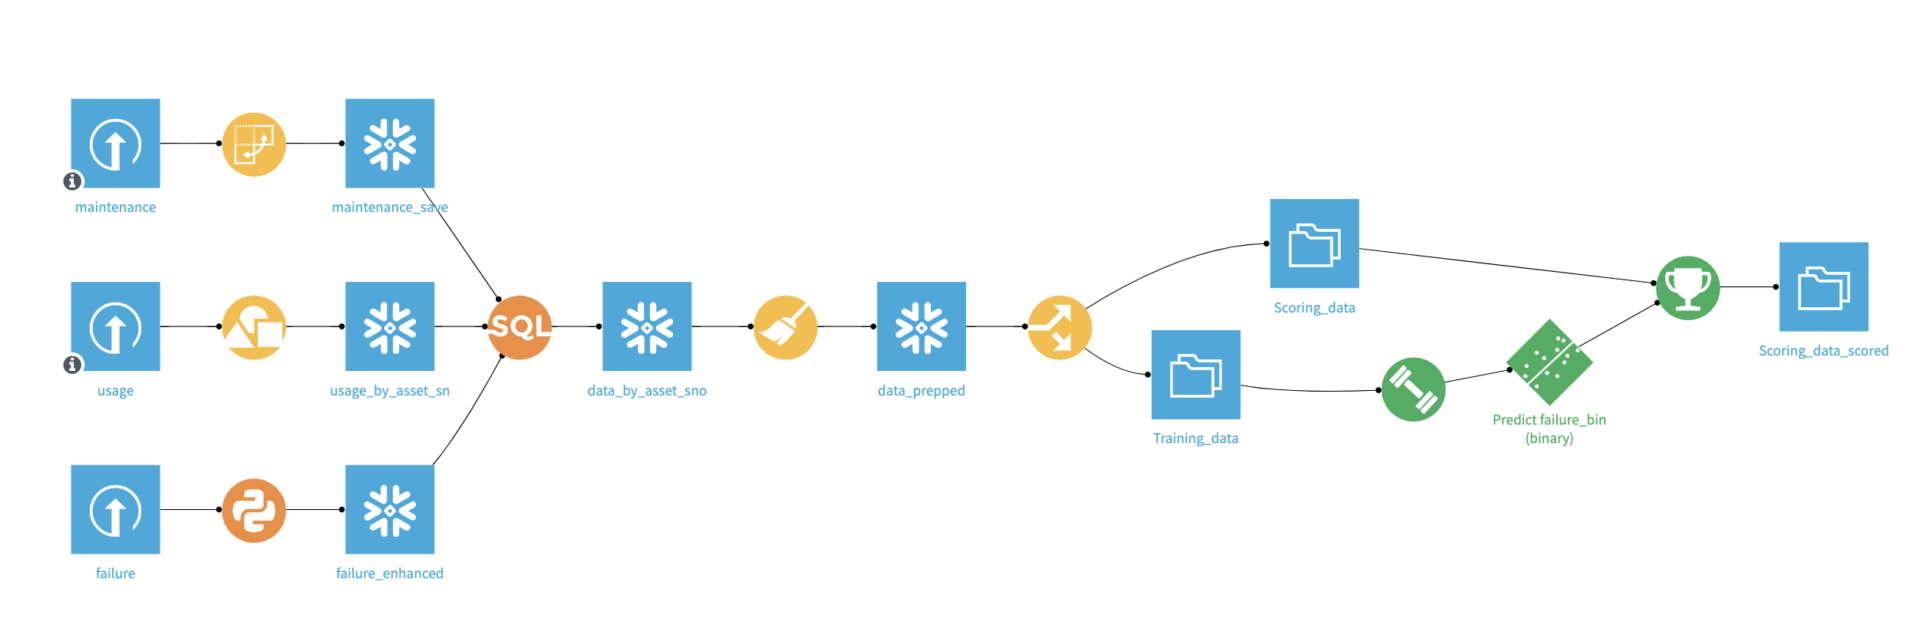 maintenance
maintenance_save
usage
usage_by_asset_sn
SQL
data_by_asset_sno
data_prepped
failure
failure_enhanced
Scoring_data
Training_data
Predict failure_bin
(binary)
Scoring_data_scored